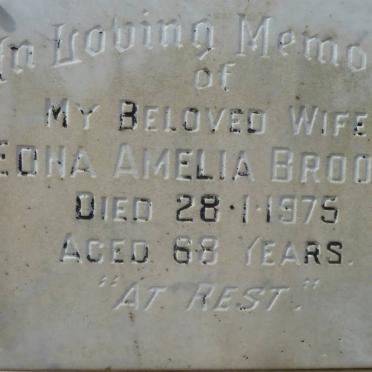 In Loving Memo
of
My Beloved Wife
Edna Amelia Broo
Died 28.1.1975
Aged 68 Years.
"At Rest."